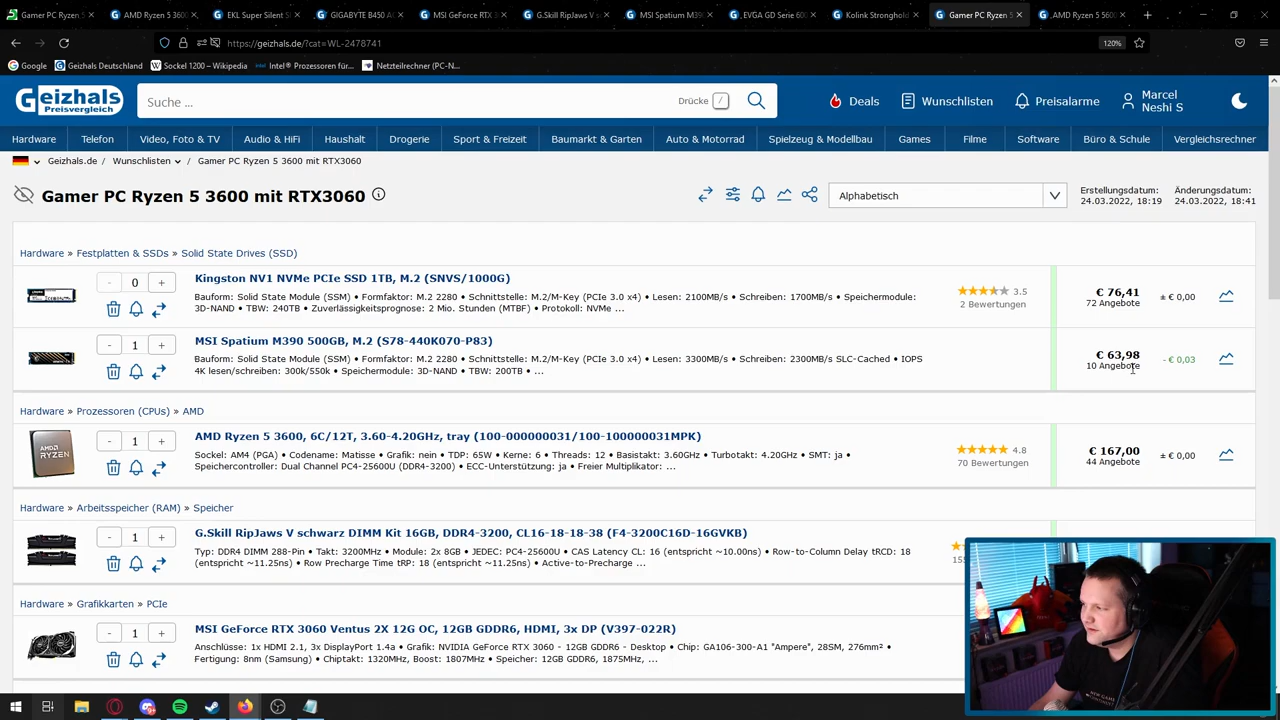 Gamer PC Ryzen 5
AMD Ryzen 5 3600
EKL Super Silent S
GIGABYTE B450 AC
MSI GeForce RTX 3
G.Skill RipJaws V sc
MSI Spatium M39
EVGA GD Serie 600
Kolink Stronghold
Gamer PC Ryzen 5
AMD Ryzen 5 5600
https://geizhals.de/?cat=WL-2478741
120%
Google
Geizhals Deutschland
Sockel 1200 – Wikipedia
Intel® Prozessoren für...
Netzteilrechner (PC-N...
Geizhals
Preisvergleich
Suche ...
Drücke /
Deals
Wunschlisten
Preisalarme
Marcel
Neshi S
Hardware
Telefon
Video, Foto & TV
Audio & HiFi
Haushalt
Drogerie
Sport & Freizeit
Baumarkt & Garten
Auto & Motorrad
Spielzeug & Modellbau
Games
Filme
Software
Büro & Schule
Vergleichsrechner
Geizhals.de / Wunschlisten / Gamer PC Ryzen 5 3600 mit RTX3060
Gamer PC Ryzen 5 3600 mit RTX3060
Alphabetisch
Erstellungsdatum:
24.03.2022, 18:19
Änderungsdatum:
24.03.2022, 18:41
Hardware » Festplatten & SSDs » Solid State Drives (SSD)
- 0 +
Kingston NV1 NVMe PCIe SSD 1TB, M.2 (SNVS/1000G)
Bauform: Solid State Module (SSM) • Formfaktor: M.2 2280 • Schnittstelle: M.2/M-Key (PCIe 3.0 x4) • Lesen: 2100MB/s • Schreiben: 1700MB/s • Speichermodule:
3D-NAND • TBW: 240TB • Zuverlässigkeitsprognose: 2 Mio. Stunden (MTBF) • Protokoll: NVMe ...
3.5
2 Bewertungen
€ 76,41
72 Angebote
± € 0,00
- 1 +
MSI Spatium M390 500GB, M.2 (S78-440K070-P83)
Bauform: Solid State Module (SSM) • Formfaktor: M.2 2280 • Schnittstelle: M.2/M-Key (PCIe 3.0 x4) • Lesen: 3300MB/s • Schreiben: 2300MB/s SLC-Cached • IOPS
4K lesen/schreiben: 300k/550k • Speichermodule: 3D-NAND • TBW: 200TB • ...
€ 63,98
10 Angebote
- € 0,03
Hardware » Prozessoren (CPUs) » AMD
AMD
RYZEN
- 1 +
AMD Ryzen 5 3600, 6C/12T, 3.60-4.20GHz, tray (100-000000031/100-100000031MPK)
Sockel: AM4 (PGA) • Codename: Matisse • Grafik: nein • TDP: 65W • Kerne: 6 • Threads: 12 • Basistakt: 3.60GHz • Turbotakt: 4.20GHz • SMT: ja •
Speichercontroller: Dual Channel PC4-25600U (DDR4-3200) • ECC-Unterstützung: ja • Freier Multiplikator: ...
4.8
70 Bewertungen
€ 167,00
44 Angebote
± € 0,00
Hardware » Arbeitsspeicher (RAM) » Speicher
- 1 +
G.Skill RipJaws V schwarz DIMM Kit 16GB, DDR4-3200, CL16-18-18-38 (F4-3200C16D-16GVKB)
Typ: DDR4 DIMM 288-Pin • Takt: 3200MHz • Module: 2x 8GB • JEDEC: PC4-25600U • CAS Latency CL: 16 (entspricht ~10.00ns) • Row-to-Column Delay tRCD: 18
(entspricht ~11.25ns) • Row Precharge Time tRP: 18 (entspricht ~11.25ns) • Active-to-Precharge ...
Hardware » Grafikkarten » PCIe
- 1 +
MSI GeForce RTX 3060 Ventus 2X 12G OC, 12GB GDDR6, HDMI, 3x DP (V397-022R)
Anschlüsse: 1x HDMI 2.1, 3x DisplayPort 1.4a • Grafik: NVIDIA GeForce RTX 3060 - 12GB GDDR6 - Desktop • Chip: GA106-300-A1 "Ampere", 28SM, 276mm² •
Fertigung: 8nm (Samsung) • Chiptakt: 1320MHz, Boost: 1807MHz • Speicher: 12GB GDDR6, 1875MHz, ...